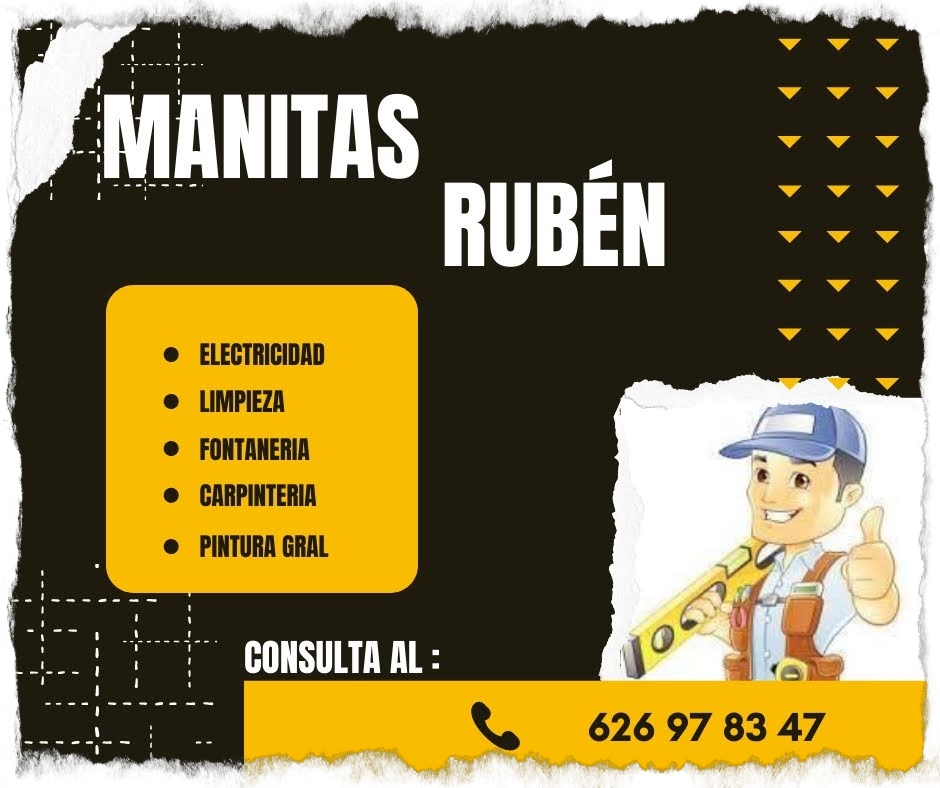 MANITAS
RUBÉN
ELECTRICIDAD
LIMPIEZA
FONTANERIA
CARPINTERIA
PINTURA GRAL
CONSULTA AL :
626 97 83 47